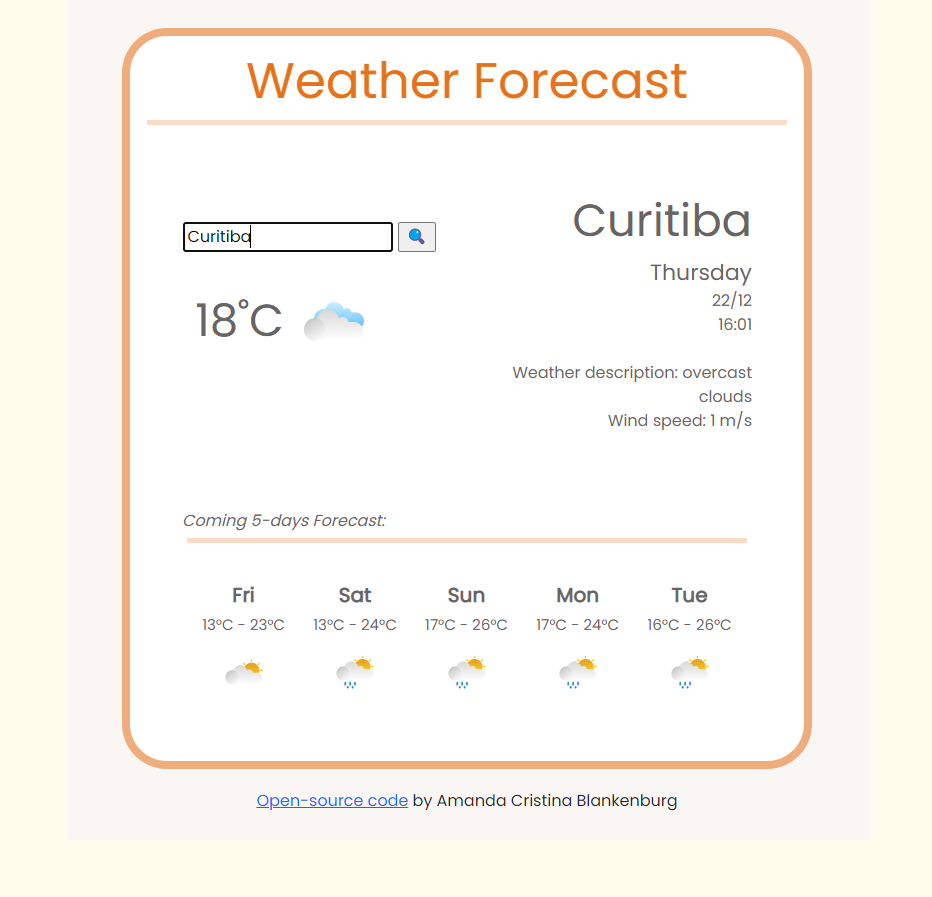 Weather Forecast
Curitiba
18°C
Curitiba
Thursday
22/12
16:01
Weather description: overcast
clouds
Wind speed: 1 m/s
Coming 5-days Forecast:
Fri Sat Sun Mon Tue
13ºC - 23ºC 13ºC - 24ºC 17ºC - 26ºC 17ºC - 24ºC 16ºC - 26ºC
Open-source code by Amanda Cristina Blankenburg